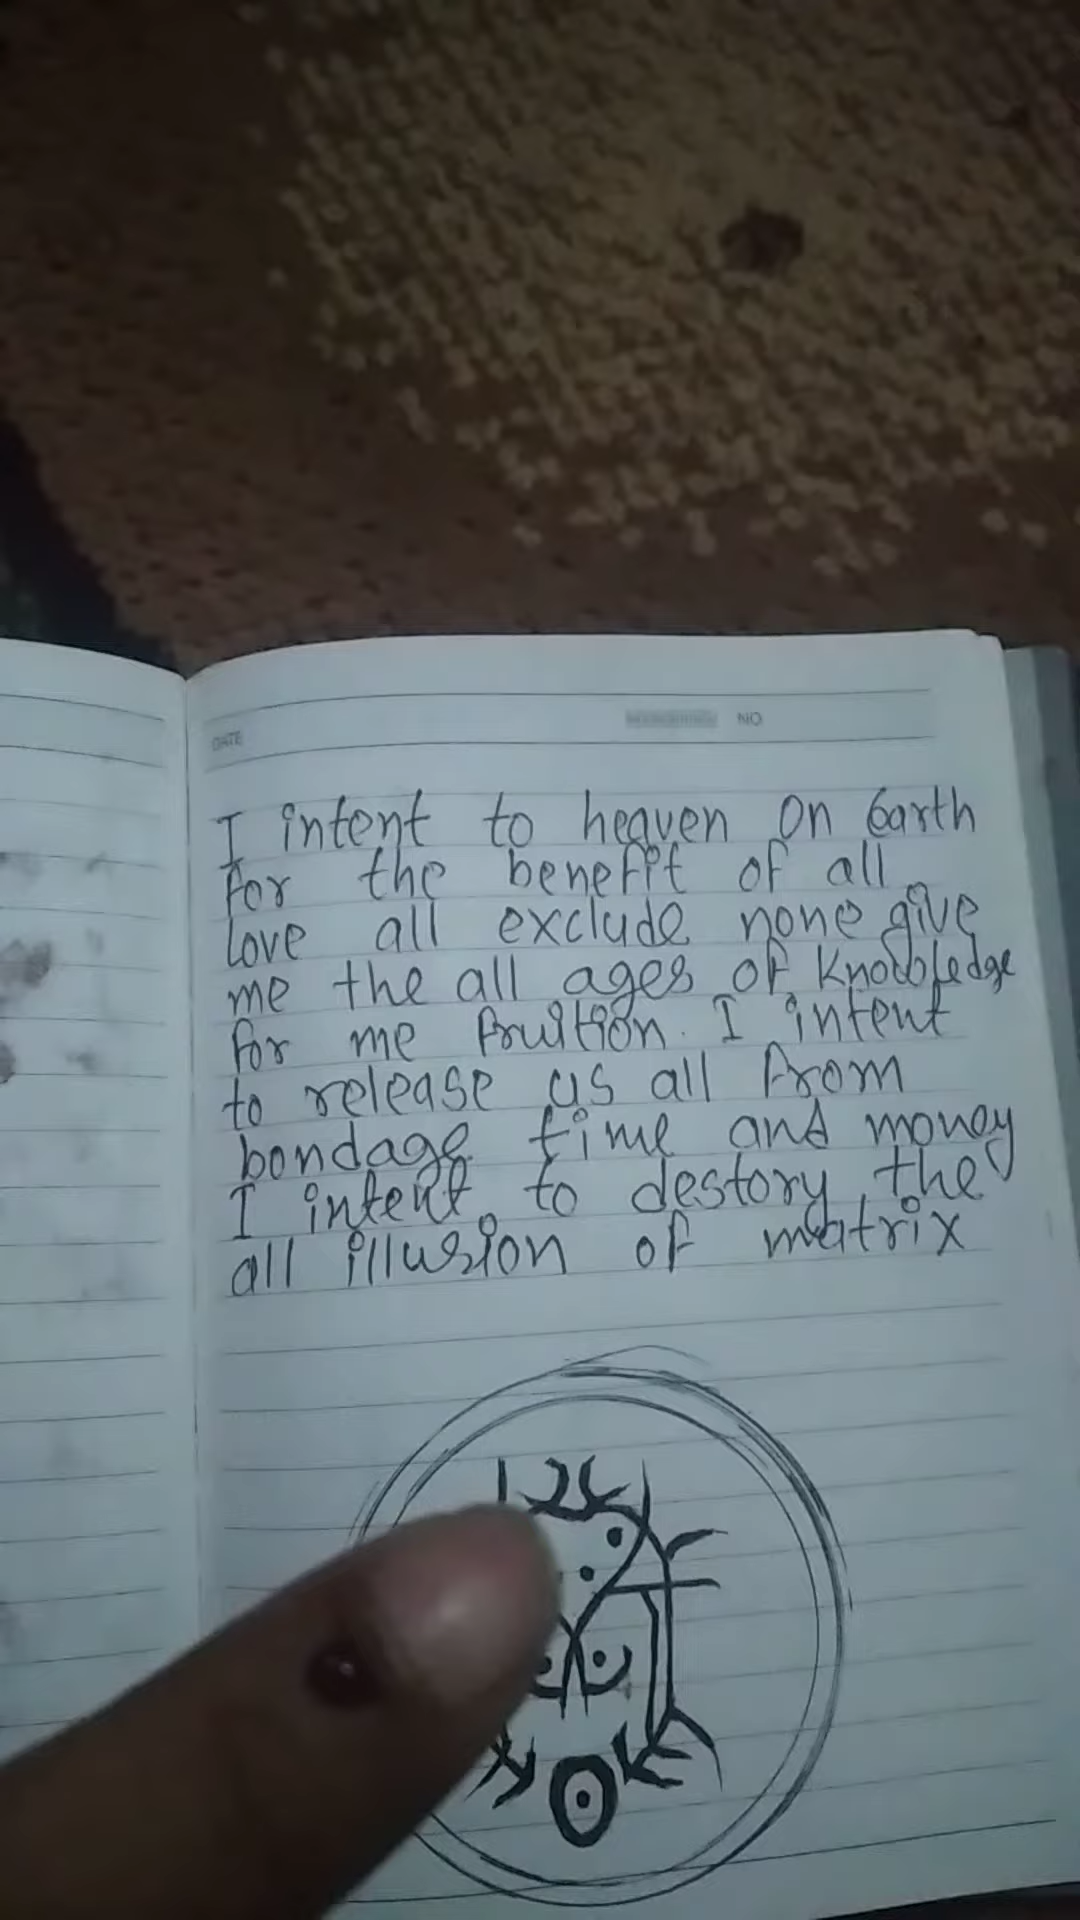 DATE
NO
I intent to heaven on Earth
for the benefit of all
love all exclude none give
me the all ages of knowledge
for me fruition. I intent
to release us all from
bondage time and money
I intent to destory the
all illusion of matrix